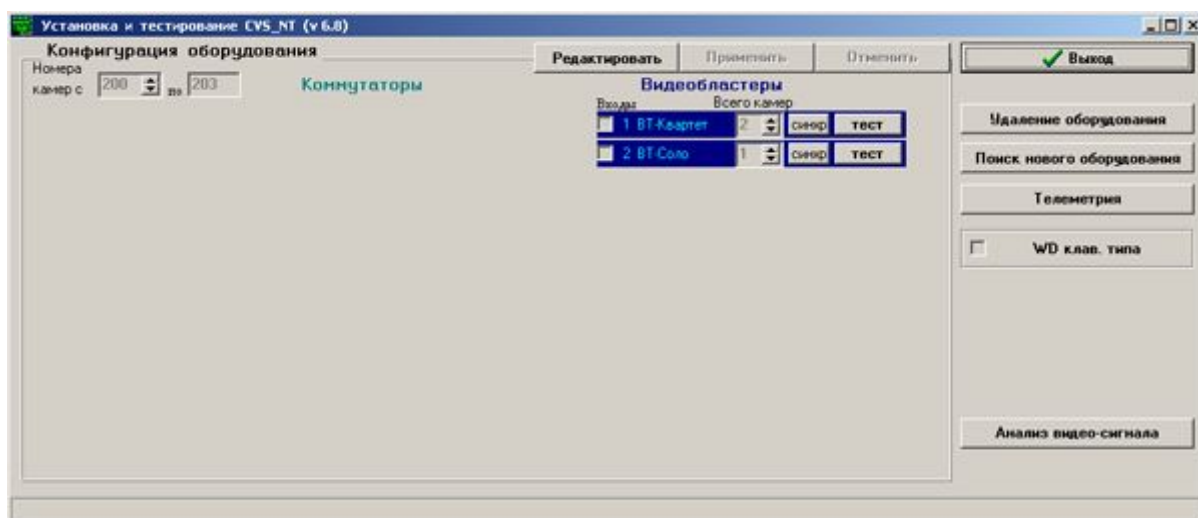 Установка и тестирование CVS_NT (v 6.8)
Конфигурация оборудования
Редактировать Применить Отменить
Выход
Номера
камер с 200 по 203
Коммутаторы
Видеобластеры
Входы Всего камер
1 ВТ-Квартет 2 синхр тест
2 ВТ-Соло 1 синхр тест
Удаление оборудования
Поиск нового оборудования
Телеметрия
WD клав. типа
Анализ видео-сигнала